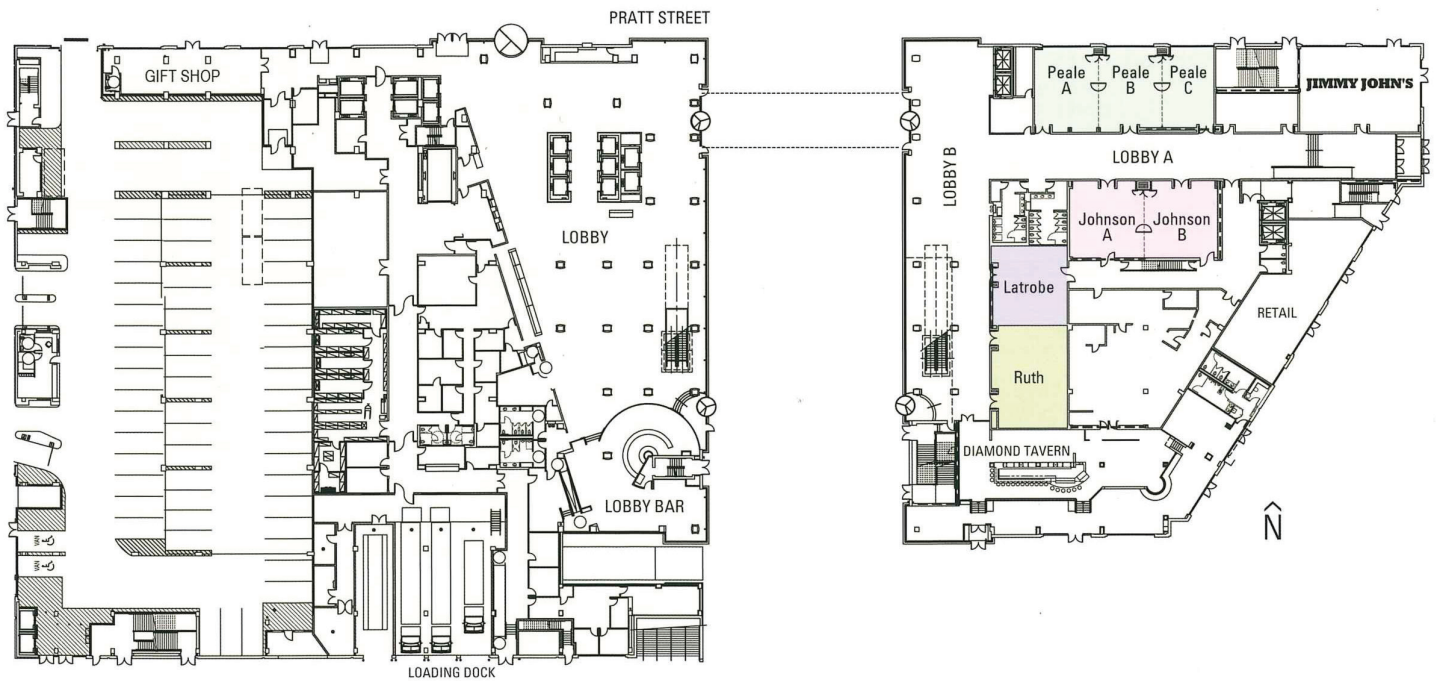 PRATT STREET
GIFT SHOP
LOBBY
LOBBY BAR
VAN
VAN
LOADING DOCK
Peale
A
Peale
B
Peale
C
JIMMY JOHN'S
LOBBY A
LOBBY B
Johnson
A
Johnson
B
Latrobe
RETAIL
Ruth
DIAMOND TAVERN
N